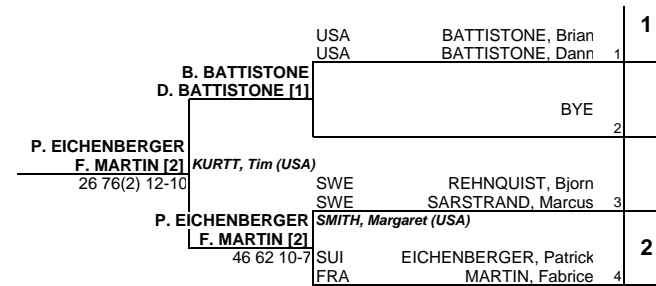 USA BATTISTONE, Brian 1
USA BATTISTONE, Dann 1
B. BATTISTONE
D. BATTISTONE [1]
BYE
2
P. EICHENBERGER
F. MARTIN [2] KURTT, Tim (USA)
26 76(2) 12-10
SWE REHNQUIST, Bjorn
SWE SARSTRAND, Marcus 3
P. EICHENBERGER SMITH, Margaret (USA)
F. MARTIN [2] 2
46 62 10-7 SUI EICHENBERGER, Patrick
FRA MARTIN, Fabrice 4